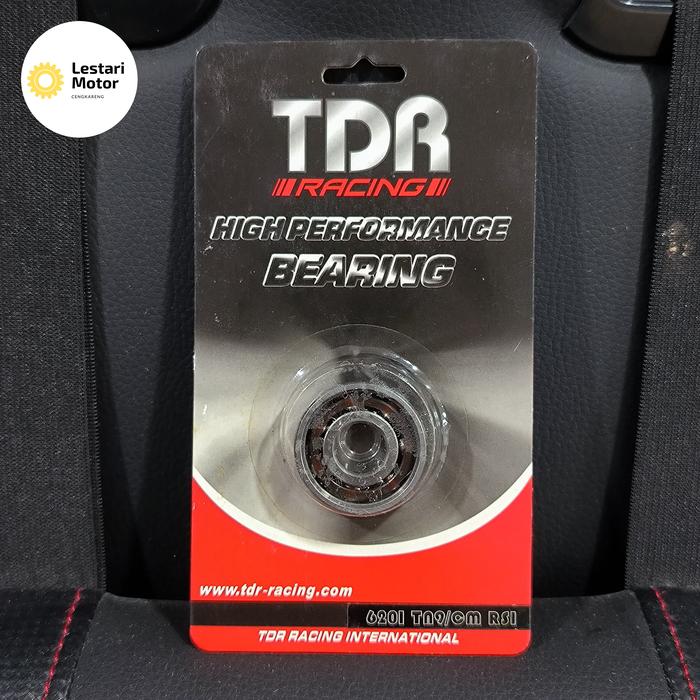 Lestari
Motor
CENGKARENG
TDR
RACING
HIGH PERFORMANCE
BEARING
www.tdr-racing.com
6201 TN9/CM RS1
TDR RACING INTERNATIONAL